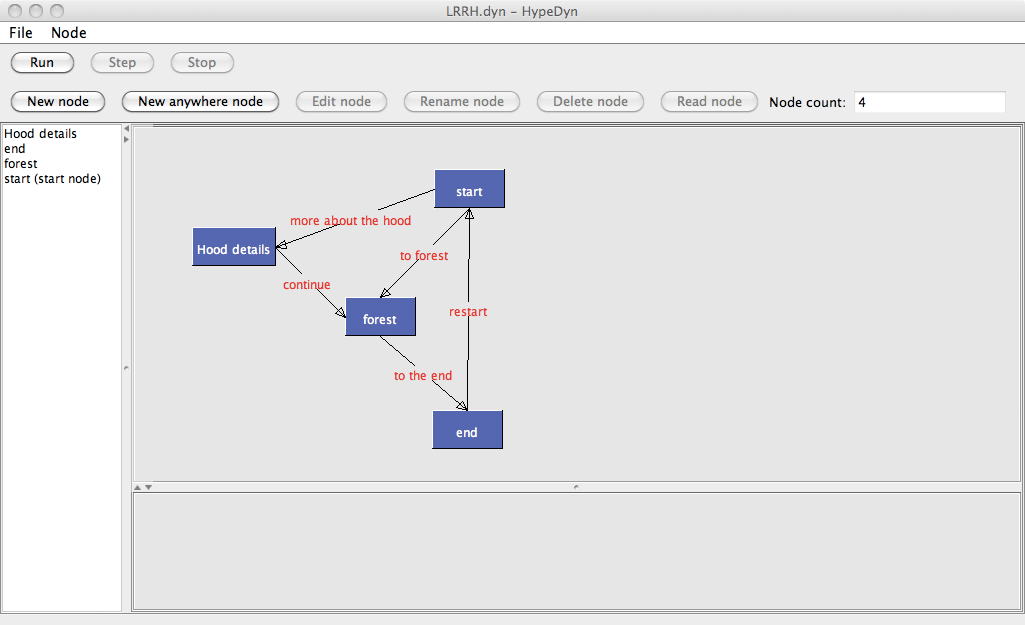 LRRH.dyn – HypeDyn
File Node
Run Step Stop
New node New anywhere node Edit node Rename node Delete node Read node Node count: 4
Hood details
end
forest
start (start node)
start
more about the hood
Hood details
to forest
continue
forest
restart
to the end
end